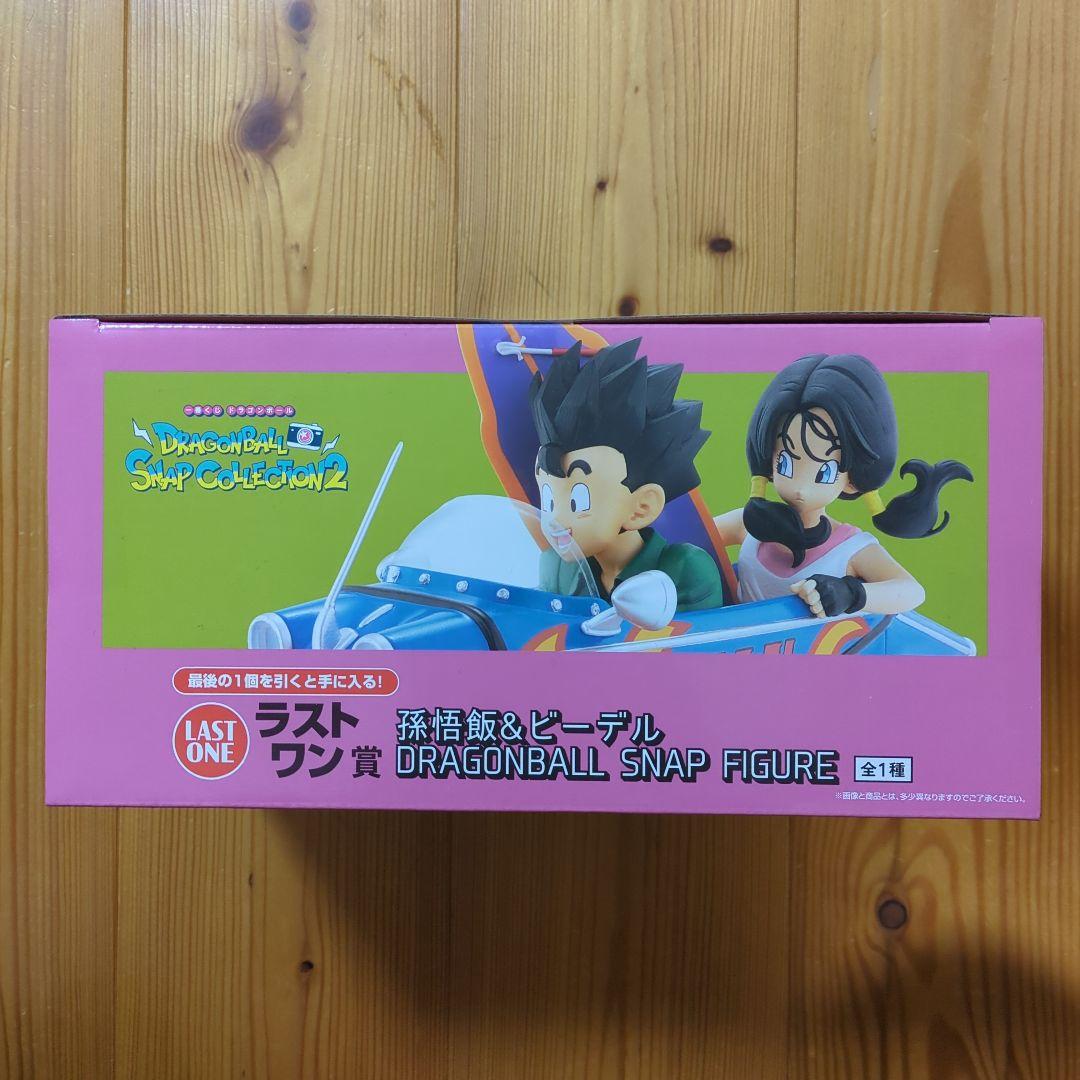 一番くじ ドラゴンボール
DRAGONBALL
SNAP COLLECTION2
最後の1個を引くと手に入る!
LAST
ONE
ラスト
ワン賞
孫悟飯&ビーデル
DRAGONBALL SNAP FIGURE
全1種
※画像と商品とは、多少異なりますのでご了承ください。